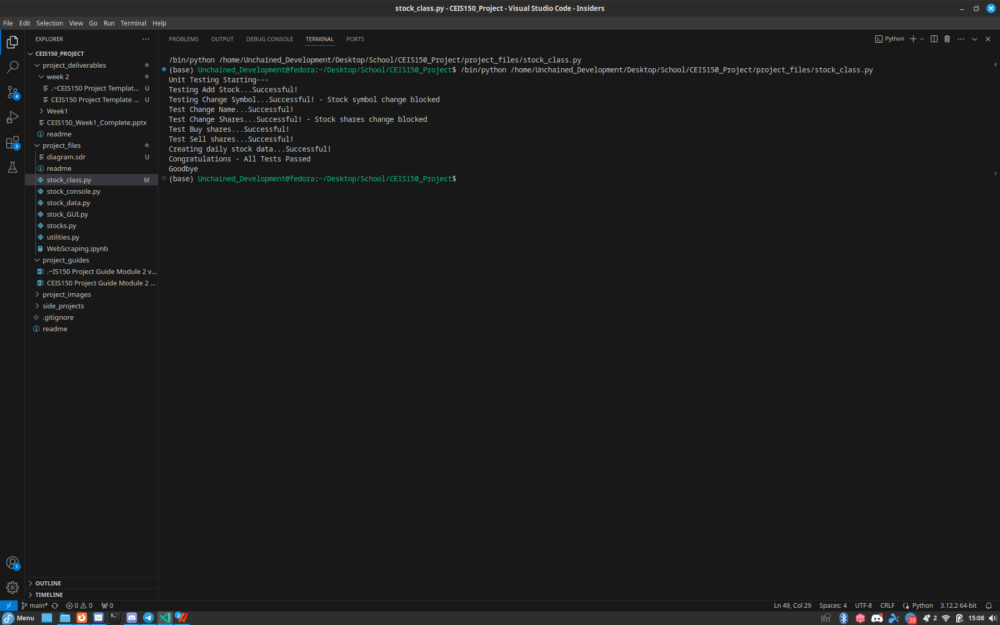 stock_class.py - CEIS150_Project - Visual Studio Code - Insiders
File Edit Selection View Go Run Terminal Help
EXPLORER
CEIS150_PROJECT
project_deliverables
week 2
.~CEIS150 Project Templat... U
CEIS150 Project Template ... U
Week1
CEIS150_Week1_Complete.pptx
readme
project_files
diagram.sdr U
readme
stock_class.py M
stock_console.py
stock_data.py
stock_GUI.py
stocks.py
utilities.py
WebScraping.ipynb
project_guides
.~IS150 Project Guide Module 2 v...
CEIS150 Project Guide Module 2 ...
project_images
side_projects
.gitignore
readme
OUTLINE
TIMELINE
4
3
1
PROBLEMS OUTPUT DEBUG CONSOLE TERMINAL PORTS
Python
/bin/python /home/Unchained_Development/Desktop/School/CEIS150_Project/project_files/stock_class.py
(base) Unchained_Development@fedora:~/Desktop/School/CEIS150_Project$ /bin/python /home/Unchained_Development/Desktop/School/CEIS150_Project/project_files/stock_class.py
Unit Testing Starting---
Testing Add Stock...Successful!
Testing Change Symbol...Successful! - Stock symbol change blocked
Test Change Name...Successful!
Test Change Shares...Successful! - Stock shares change blocked
Test Buy shares...Successful!
Test Sell shares...Successful!
Creating daily stock data...Successful!
Congratulations - All Tests Passed
Goodbye
(base) Unchained_Development@fedora:~/Desktop/School/CEIS150_Project$
main* 0 0 0
Ln 49, Col 29 Spaces: 4 UTF-8 CRLF Python 3.12.2 64-bit
Menu 2 38 2 15:08